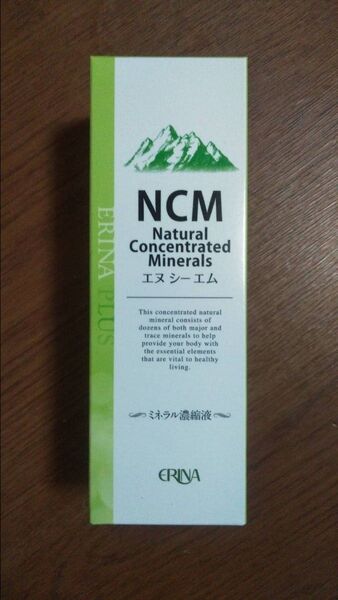 NCM
Natural
Concentrated
Minerals
エヌ シー エム
This concentrated natural
mineral consists of
dozens of both major and
trace minerals to help
provide your body with
the essential elements
that are vital to healthy
living.
ミネラル濃縮液
ERINA
ERINA PLUS